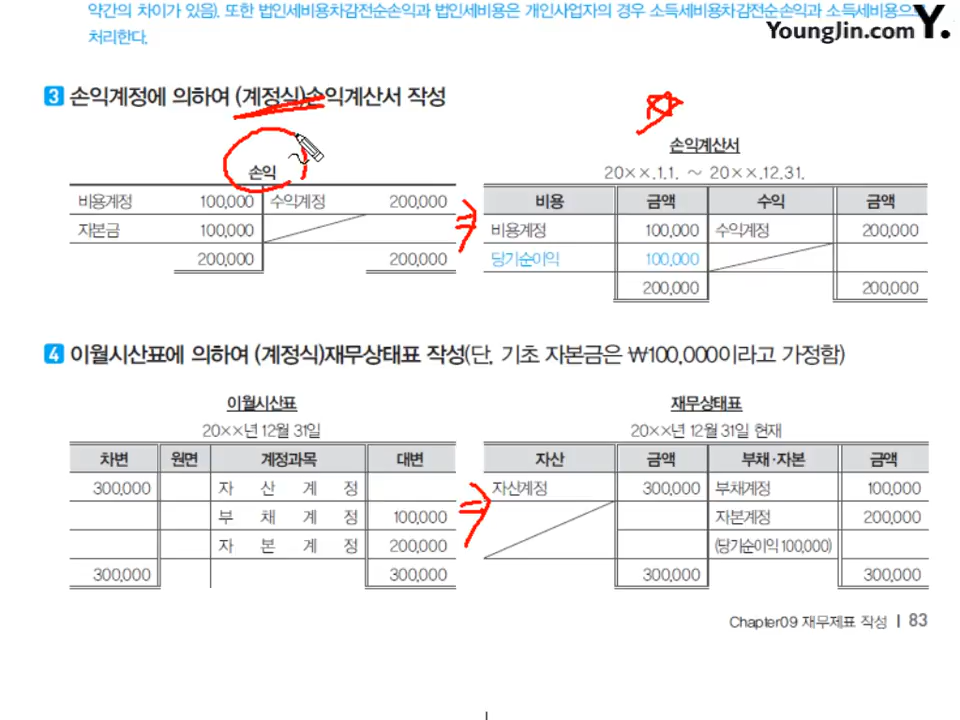 약간의 차이가 있음). 또한 법인세비용차감전순손익과 법인세비용은 개인사업자의 경우 소득세비용차감전순손익과 소득세비용으로
처리한다.
YoungJin.com Y.
3 손익계정에 의하여 (계정식)손익계산서 작성
손익
비용계정 100,000 수익계정 200,000
자본금 100,000
200,000 200,000
손익계산서
20××.1.1. ~ 20××.12.31.
비용 금액 수익 금액
비용계정 100,000 수익계정 200,000
당기순이익 100,000
200,000 200,000
4 이월시산표에 의하여 (계정식)재무상태표 작성(단, 기초 자본금은 ₩100,000이라고 가정함)
이월시산표
20××년 12월 31일
차변 원면 계정과목 대변
300,000 자 산 계 정
부 채 계 정 100,000
자 본 계 정 200,000
300,000 300,000
재무상태표
20××년 12월 31일 현재
자산 금액 부채·자본 금액
자산계정 300,000 부채계정 100,000
자본계정 200,000
(당기순이익 100,000)
300,000 300,000
Chapter09 재무제표 작성 | 83